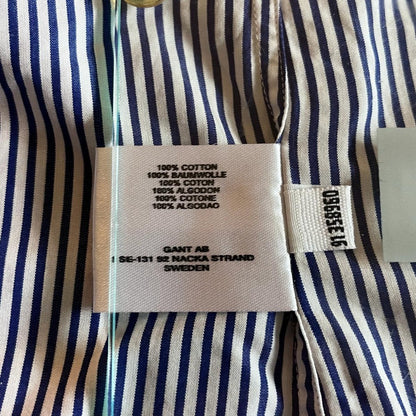 100% COTTON
100% BAUMWOLLE
100% COTON
100% ALGODON
100% COTONE
100% ALGODAO
GANT AB
SE-131 92 NACKA STRAND
SWEDEN